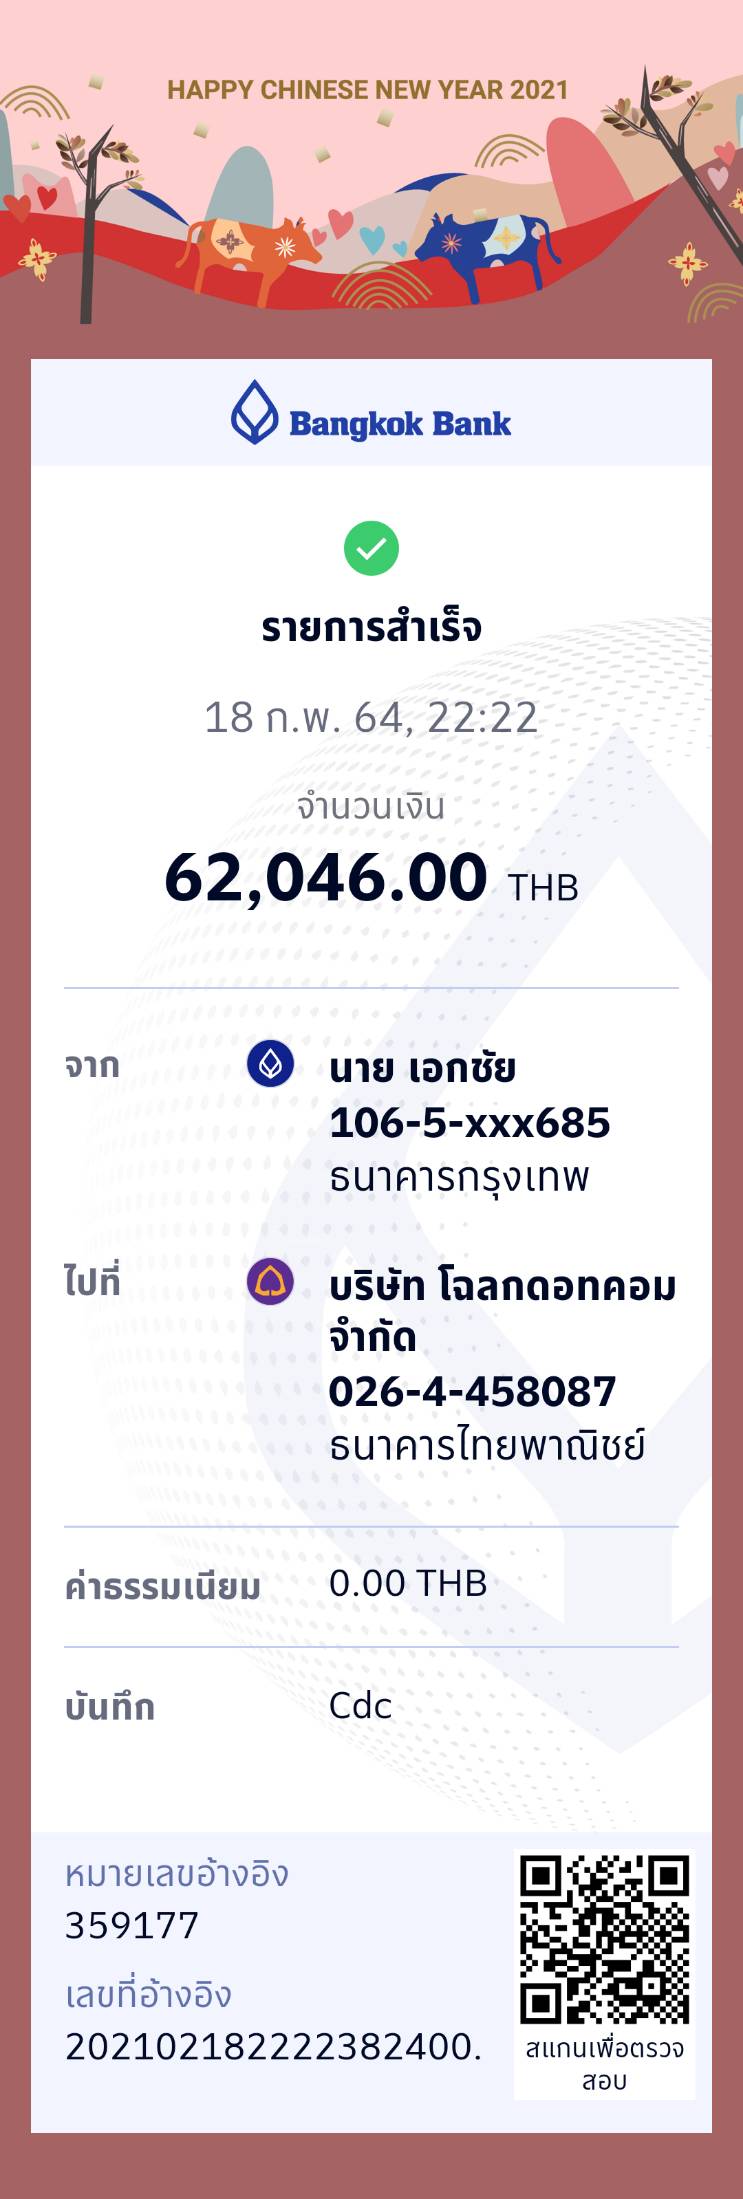 HAPPY CHINESE NEW YEAR 2021
Bangkok Bank
รายการสำเร็จ
18 ก.พ. 64, 22:22
จำนวนเงิน
62,046.00 THB
จาก
นาย เอกชัย
106-5-xxx685
ธนาคารกรุงเทพ
ไปที่
บริษัท โฉลกดอทคอม
จำกัด
026-4-458087
ธนาคารไทยพาณิชย์
ค่าธรรมเนียม 0.00 THB
บันทึก Cdc
หมายเลขอ้างอิง
359177
เลขที่อ้างอิง
202102182222382400.
สแกนเพื่อตรวจ
สอบ